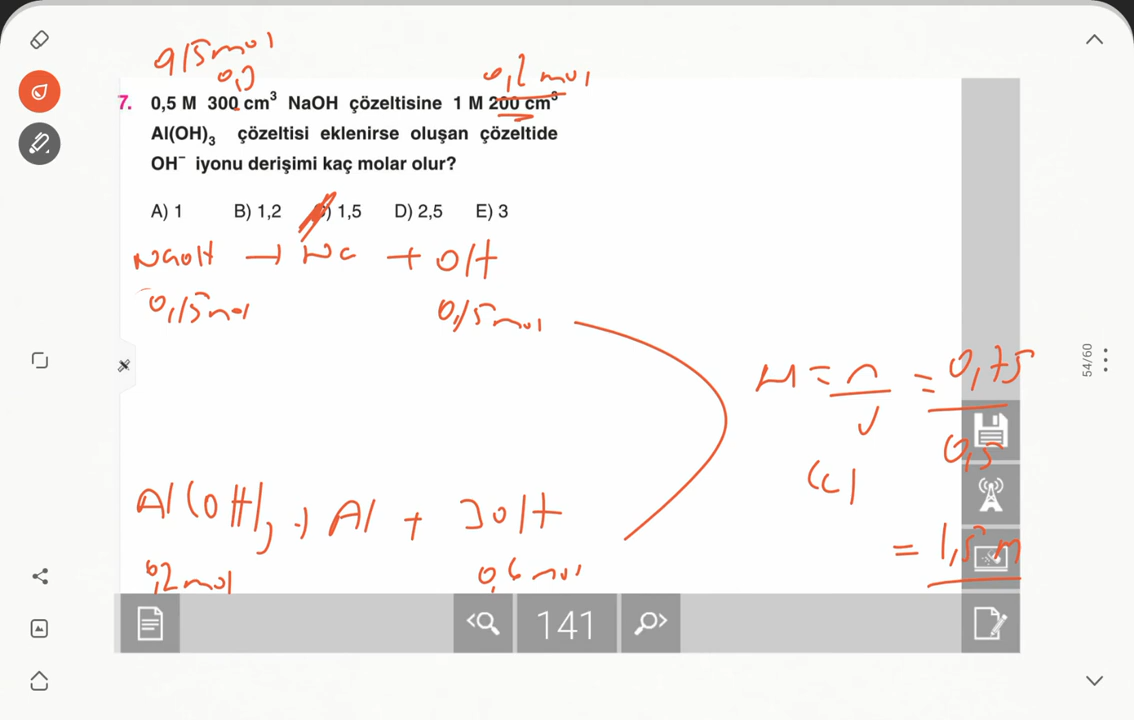 0,15 mol
0,3
0,2 mol
7. 0,5 M 300 cm³ NaOH çözeltisine 1 M 200 cm³
Al(OH)₃ çözeltisi eklenirse oluşan çözeltide
OH⁻ iyonu derişimi kaç molar olur?
A) 1 B) 1,2 C) 1,5 D) 2,5 E) 3
NaOH → Na + OH
0,15 mol 0,15 mol
M = n/V = 0,75/0,5
(C)
= 1,5 M
Al(OH)₃ → Al + 3OH
0,2 mol 0,6 mol
54/60
141